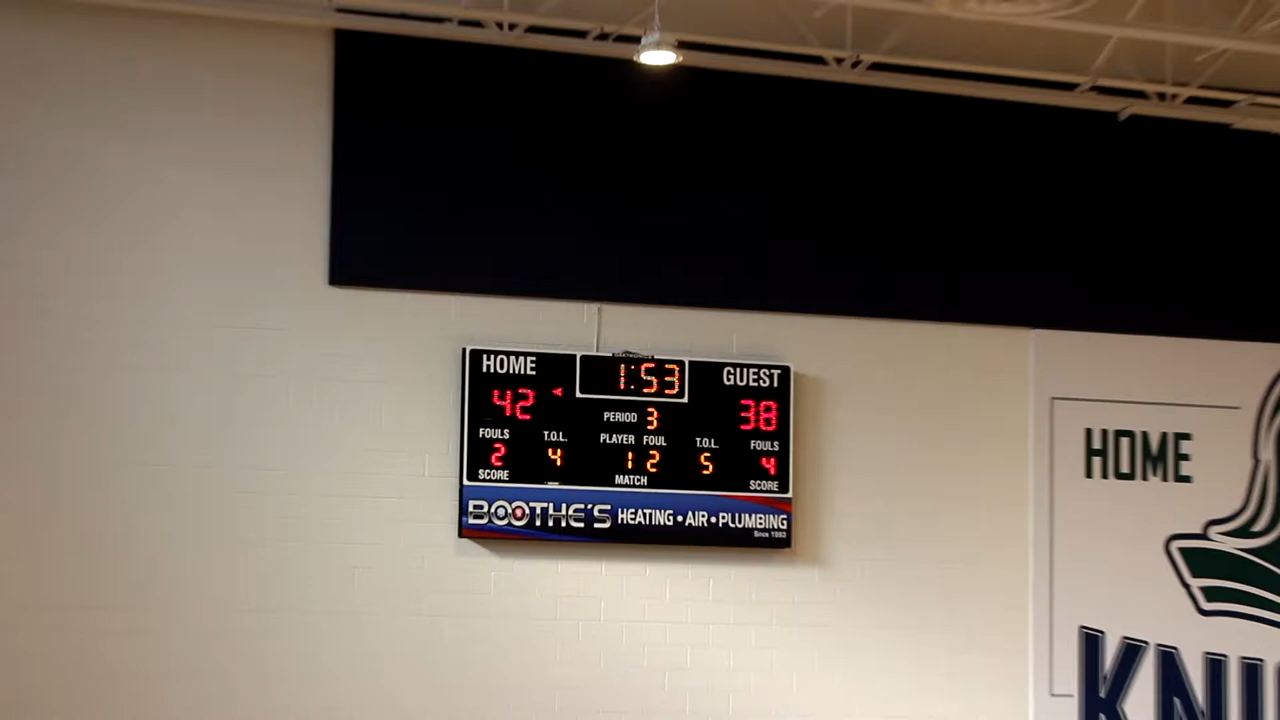 DAKTRONICS
HOME 1:53 GUEST
42 PERIOD 3 38
FOULS T.O.L. PLAYER FOUL T.O.L. FOULS
2 4 1 2 5 4
SCORE MATCH SCORE
BOOTHE'S HEATING • AIR • PLUMBING
Since 1993
HOME